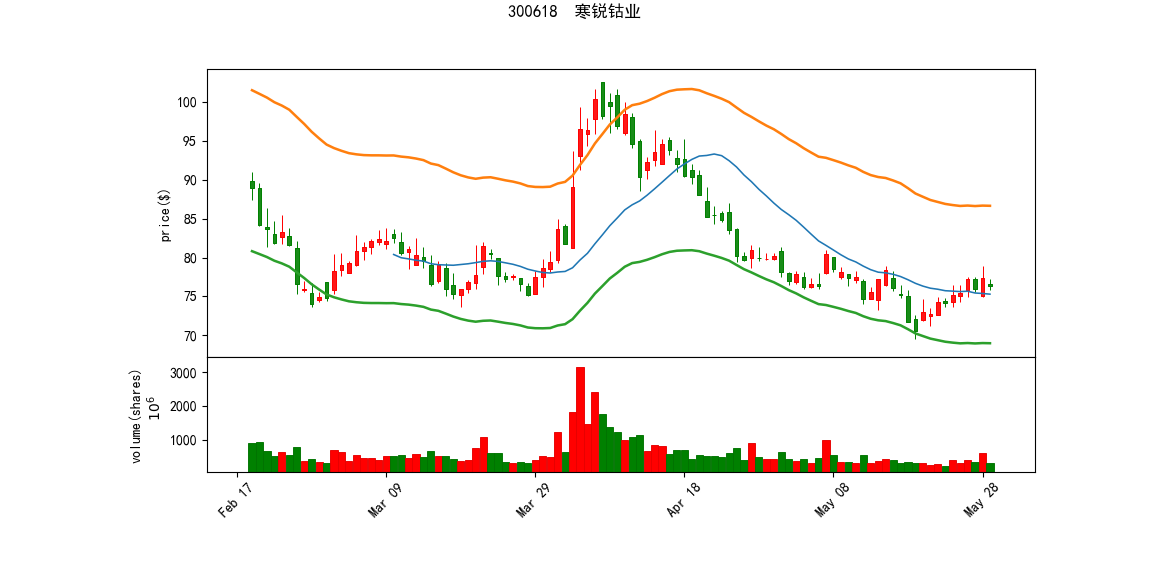 300618 寒锐钴业
price($)
100
95
90
85
80
75
70
volume(shares)
10^6
3000
2000
1000
Feb 17
Mar 09
Mar 29
Apr 18
May 08
May 28